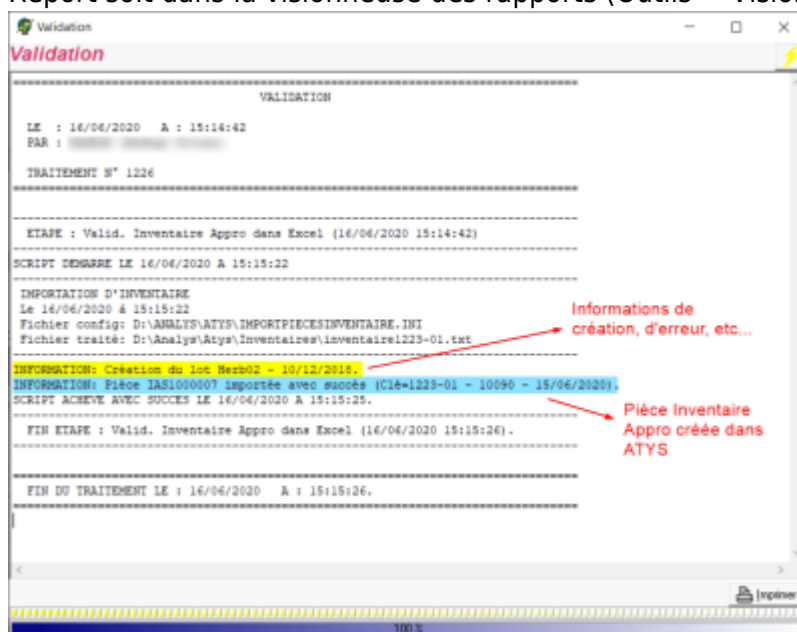 Report soit dans la visionneuse des rapports (Outils – Vision
Validation
Validation
VALIDATION
LE : 16/06/2020 A : 15:14:42
PAR :
TRAITEMENT N° 1226
ETAPE : Valid. Inventaire Appro dans Excel (16/06/2020 15:14:42)
SCRIPT DEMARRE LE 16/06/2020 A 15:15:22
IMPORTATION D'INVENTAIRE
Le 16/06/2020 à 15:15:22
Fichier config: D:\ANALYS\ATYS\IMPORTPIECESINVENTAIRE.INI
Fichier traité: D:\Analys\Atys\Inventaires\inventaire1223-01.txt
Informations de
création, d'erreur, etc...
INFORMATION: Création du lot Herb02 - 10/12/2018.
INFORMATION: Pièce IAS1000007 importée avec succès (Clé=1223-01 - 10090 - 15/06/2020).
SCRIPT ACHEVE AVEC SUCCES LE 16/06/2020 A 15:15:25.
Pièce Inventaire
Appro créée dans
ATYS
FIN ETAPE : Valid. Inventaire Appro dans Excel (16/06/2020 15:15:26).
FIN DU TRAITEMENT LE : 16/06/2020 A : 15:15:26.
Imprimer
100 %